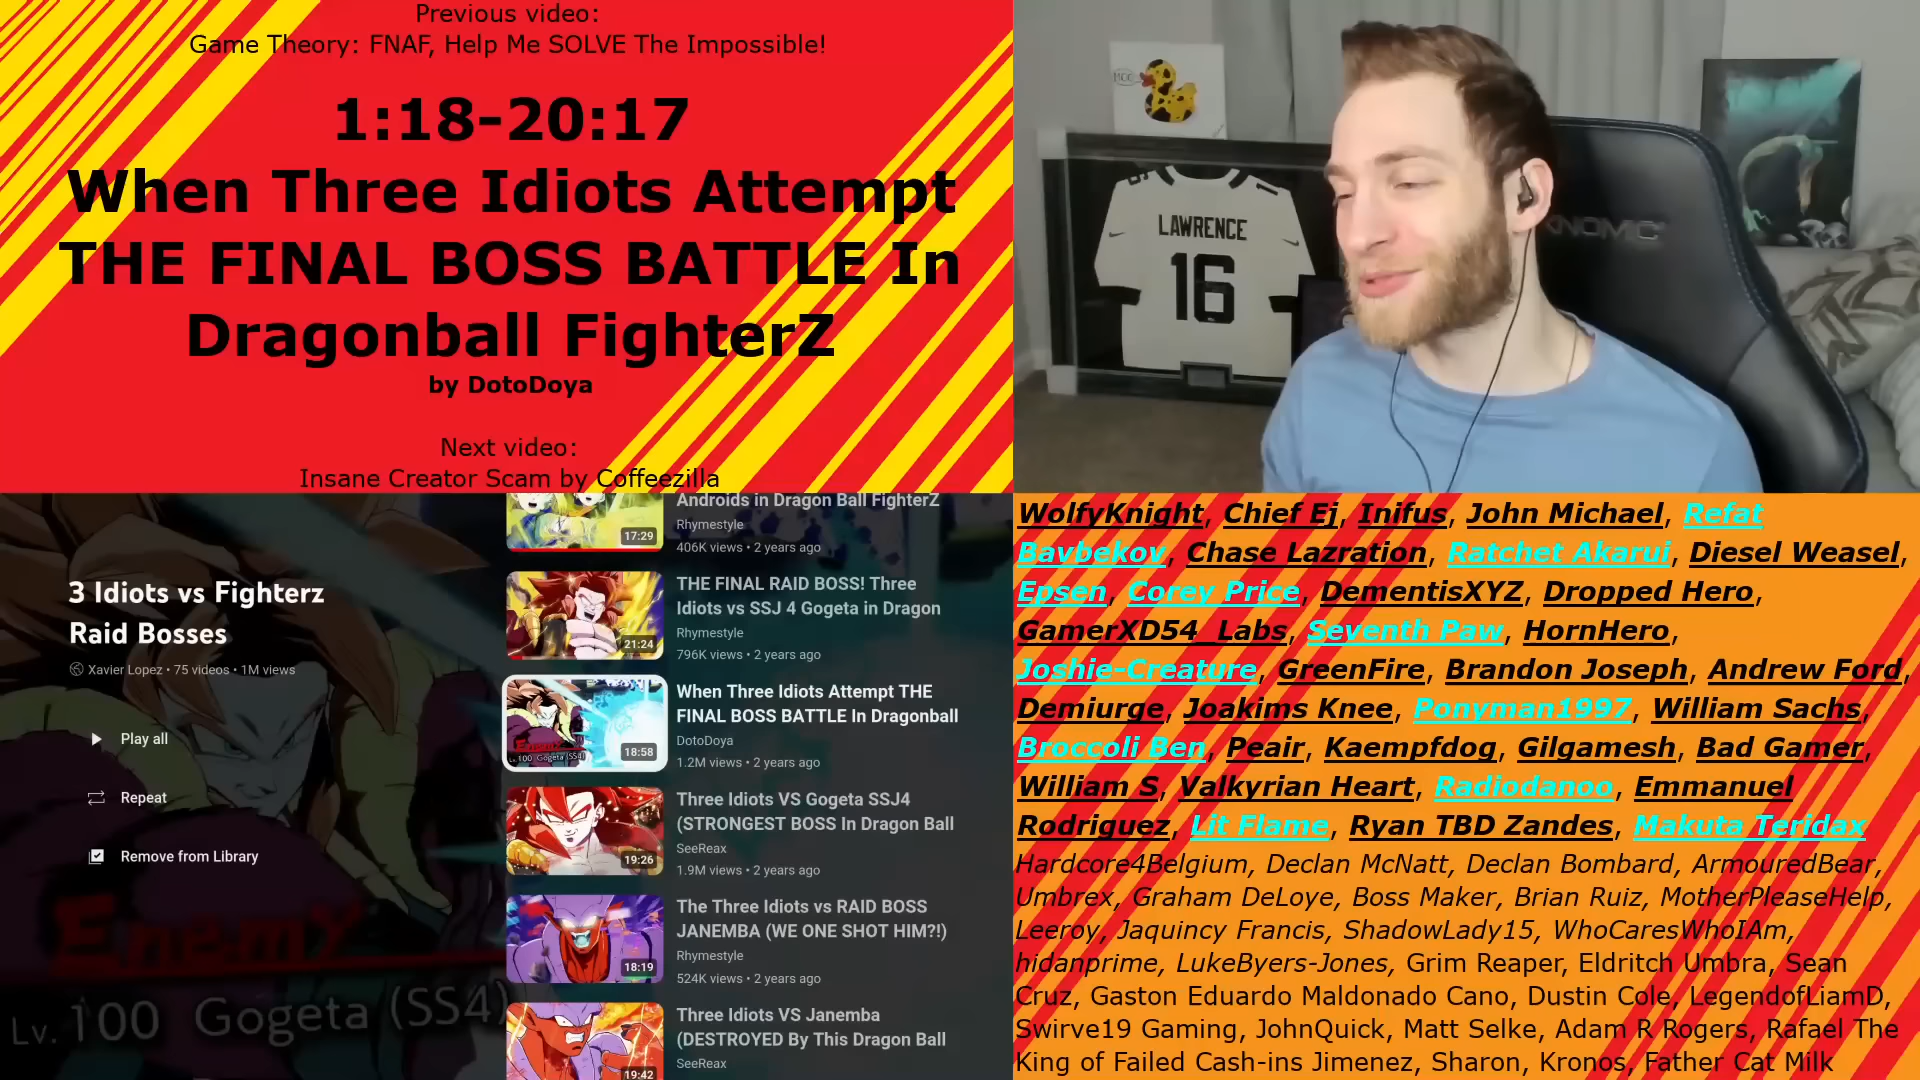 Previous video:
Game Theory: FNAF, Help Me SOLVE The Impossible!
1:18-20:17
When Three Idiots Attempt
THE FINAL BOSS BATTLE In
Dragonball FighterZ
by DotoDoya
Next video:
Insane Creator Scam by Coffeezilla
MOO
LAWRENCE
16
16
3 Idiots vs Fighterz
Raid Bosses
Xavier Lopez • 75 videos • 1M views
Play all
Repeat
Remove from Library
Enemy
Lv.100 Gogeta (SS4)
Androids in Dragon Ball FighterZ
Rhymestyle
406K views • 2 years ago
17:29
THE FINAL RAID BOSS! Three
Idiots vs SSJ 4 Gogeta in Dragon
Rhymestyle
796K views • 2 years ago
21:24
When Three Idiots Attempt THE
FINAL BOSS BATTLE In Dragonball
DotoDoya
1.2M views • 2 years ago
Enemy
Lv.100 Gogeta (SS4)
18:58
Three Idiots VS Gogeta SSJ4
(STRONGEST BOSS In Dragon Ball
SeeReax
1.9M views • 2 years ago
19:26
The Three Idiots vs RAID BOSS
JANEMBA (WE ONE SHOT HIM?!)
Rhymestyle
524K views • 2 years ago
18:19
Three Idiots VS Janemba
(DESTROYED By This Dragon Ball
SeeReax
19:42
WolfyKnight, Chief Ej, Inifus, John Michael, Refat
Bavbekov, Chase Lazration, Ratchet Akarui, Diesel Weasel,
Epsen, Corey Price, DementisXYZ, Dropped Hero,
GamerXD54_Labs, Seventh Paw, HornHero,
Joshie-Creature, GreenFire, Brandon Joseph, Andrew Ford,
Demiurge, Joakims Knee, Ponyman1997, William Sachs,
Broccoli Ben, Peair, Kaempfdog, Gilgamesh, Bad Gamer,
William S, Valkyrian Heart, Radiodanoo, Emmanuel
Rodriguez, Lit Flame, Ryan TBD Zandes, Makuta Teridax
Hardcore4Belgium, Declan McNatt, Declan Bombard, ArmouredBear,
Umbrex, Graham DeLoye, Boss Maker, Brian Ruiz, MotherPleaseHelp,
Leeroy, Jaquincy Francis, ShadowLady15, WhoCaresWhoIAm,
hidanprime, LukeByers-Jones, Grim Reaper, Eldritch Umbra, Sean
Cruz, Gaston Eduardo Maldonado Cano, Dustin Cole, LegendofLiamD,
Swirve19 Gaming, JohnQuick, Matt Selke, Adam R Rogers, Rafael The
King of Failed Cash-ins Jimenez, Sharon, Kronos, Father Cat Milk